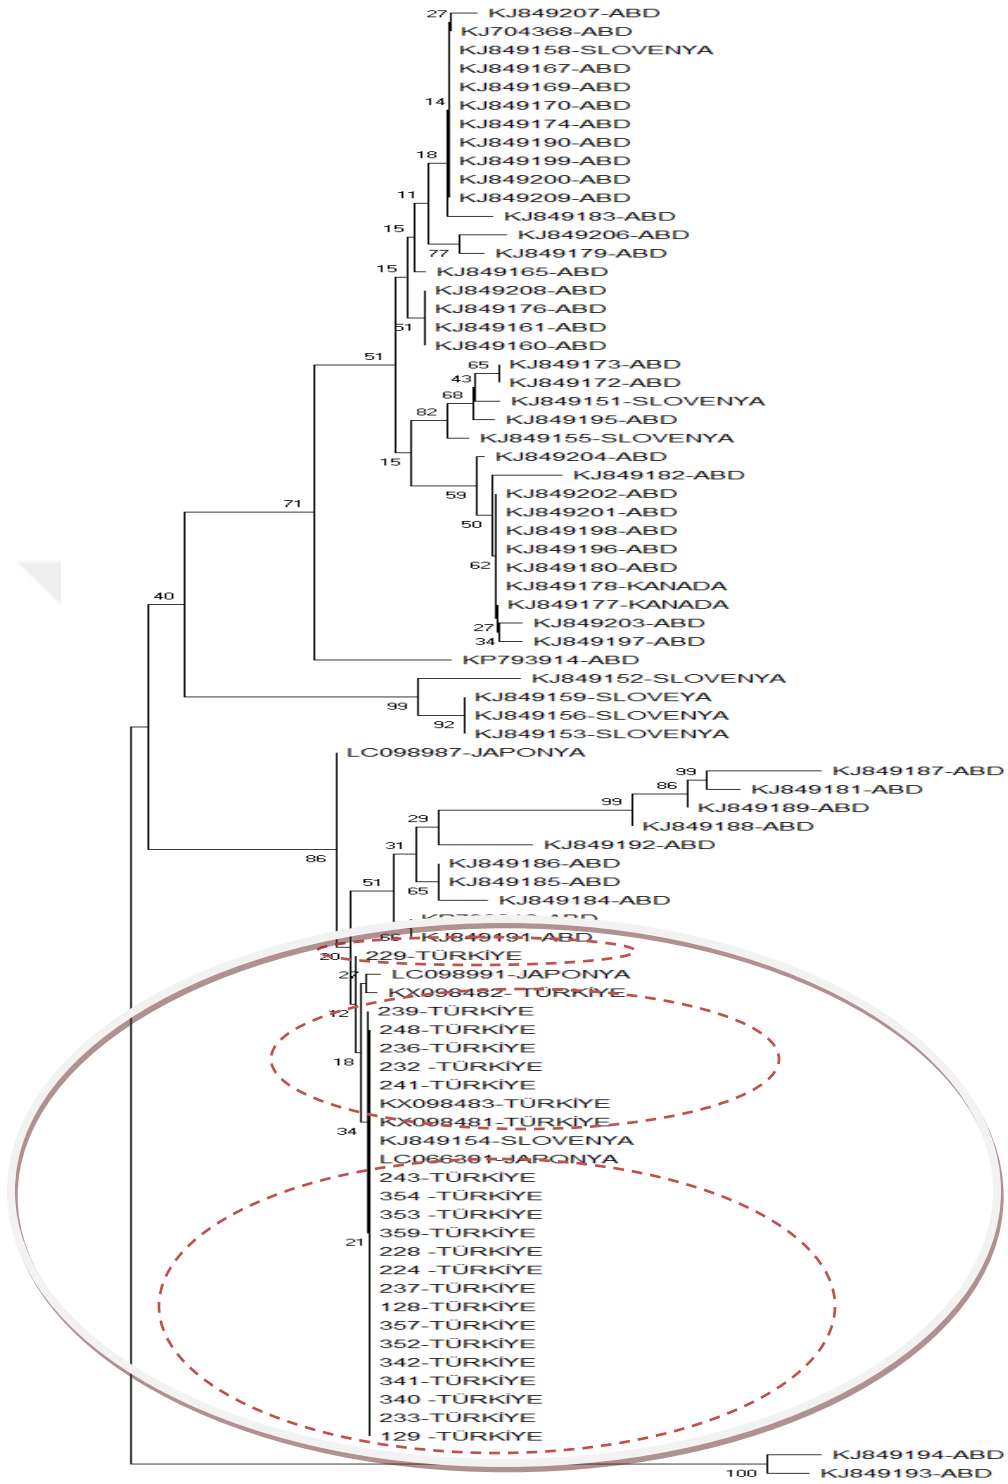 27 KJ849207-ABD
KJ704368-ABD
KJ849158-SLOVENYA
KJ849167-ABD
KJ849169-ABD
14 KJ849170-ABD
KJ849174-ABD
KJ849190-ABD
18 KJ849199-ABD
KJ849200-ABD
11 KJ849209-ABD
KJ849183-ABD
15 KJ849206-ABD
77 KJ849179-ABD
15 KJ849165-ABD
KJ849208-ABD
KJ849176-ABD
51 KJ849161-ABD
KJ849160-ABD
51 65 KJ849173-ABD
43 KJ849172-ABD
68 KJ849151-SLOVENYA
82 KJ849195-ABD
KJ849155-SLOVENYA
15 KJ849204-ABD
KJ849182-ABD
59 KJ849202-ABD
71 KJ849201-ABD
50 KJ849198-ABD
KJ849196-ABD
62 KJ849180-ABD
KJ849178-KANADA
40 KJ849177-KANADA
27 KJ849203-ABD
34 KJ849197-ABD
KP793914-ABD
KJ849152-SLOVENYA
99 KJ849159-SLOVEYA
92 KJ849156-SLOVENYA
KJ849153-SLOVENYA
LC098987-JAPONYA
99 KJ849187-ABD
86 KJ849181-ABD
99 KJ849189-ABD
29 KJ849188-ABD
31 KJ849192-ABD
86 KJ849186-ABD
51 65 KJ849185-ABD
KJ849184-ABD
66 KJ849191-ABD
20 229-TÜRKİYE
27 LC098991-JAPONYA
KX098482- TÜRKİYE
12 239-TÜRKİYE
248-TÜRKİYE
236-TÜRKİYE
18 232 -TÜRKİYE
241-TÜRKİYE
KX098483-TÜRKİYE
KX098481-TÜRKİYE
34 KJ849154-SLOVENYA
LC066391-JAPONYA
243-TÜRKİYE
354 -TÜRKİYE
353 -TÜRKİYE
359-TÜRKİYE
21 228 -TÜRKİYE
224 -TÜRKİYE
237-TÜRKİYE
128-TÜRKİYE
357-TÜRKİYE
352-TÜRKİYE
342-TÜRKİYE
341-TÜRKİYE
340 -TÜRKİYE
233-TÜRKİYE
129 -TÜRKİYE
KJ849194-ABD
100 KJ849193-ABD